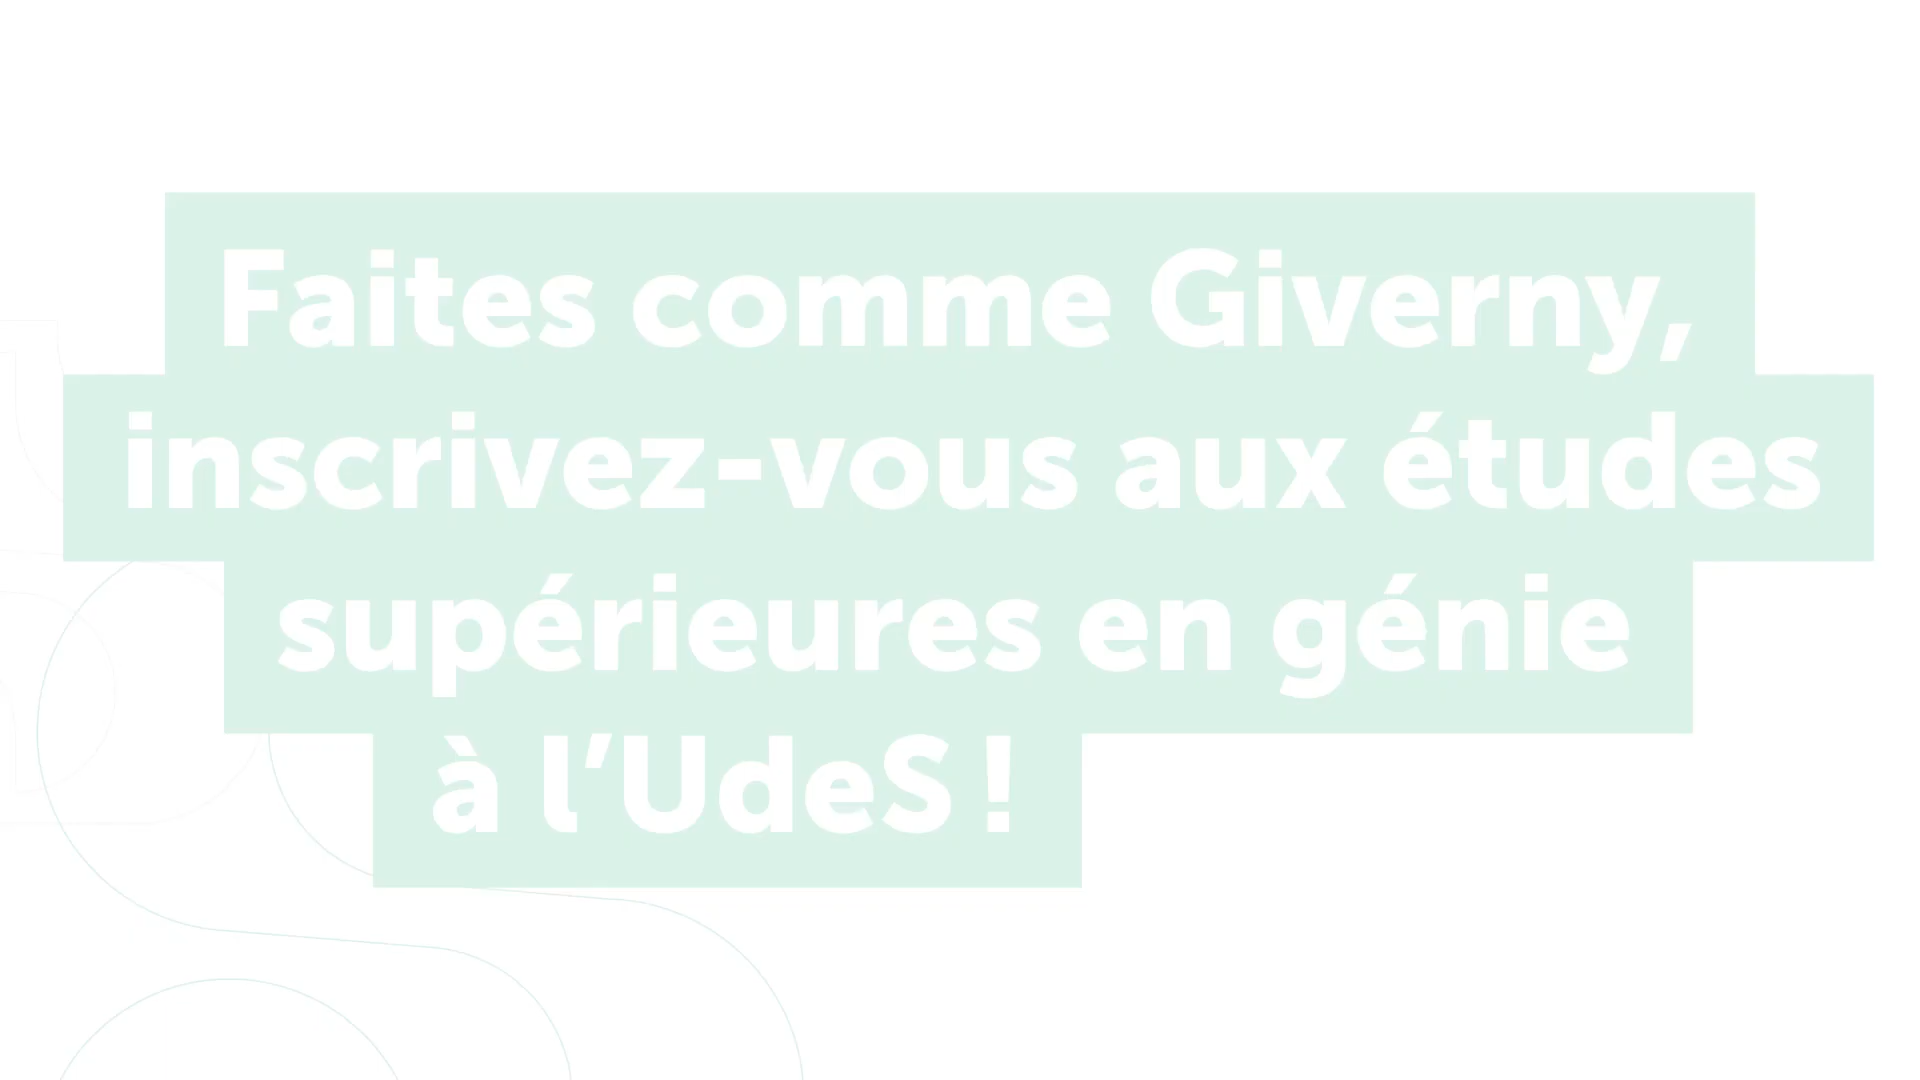 Faites comme Giverny,
inscrivez-vous aux études
supérieures en génie
à l’UdeS !